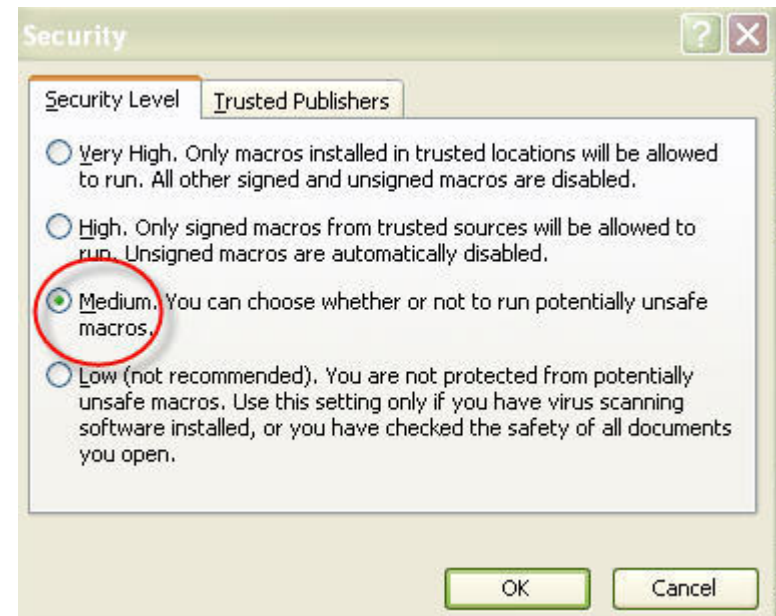 Security
Security Level
Trusted Publishers
Very High. Only macros installed in trusted locations will be allowed
to run. All other signed and unsigned macros are disabled.
High. Only signed macros from trusted sources will be allowed to
run. Unsigned macros are automatically disabled.
Medium. You can choose whether or not to run potentially unsafe
macros.
Low (not recommended). You are not protected from potentially
unsafe macros. Use this setting only if you have virus scanning
software installed, or you have checked the safety of all documents
you open.
OK
Cancel